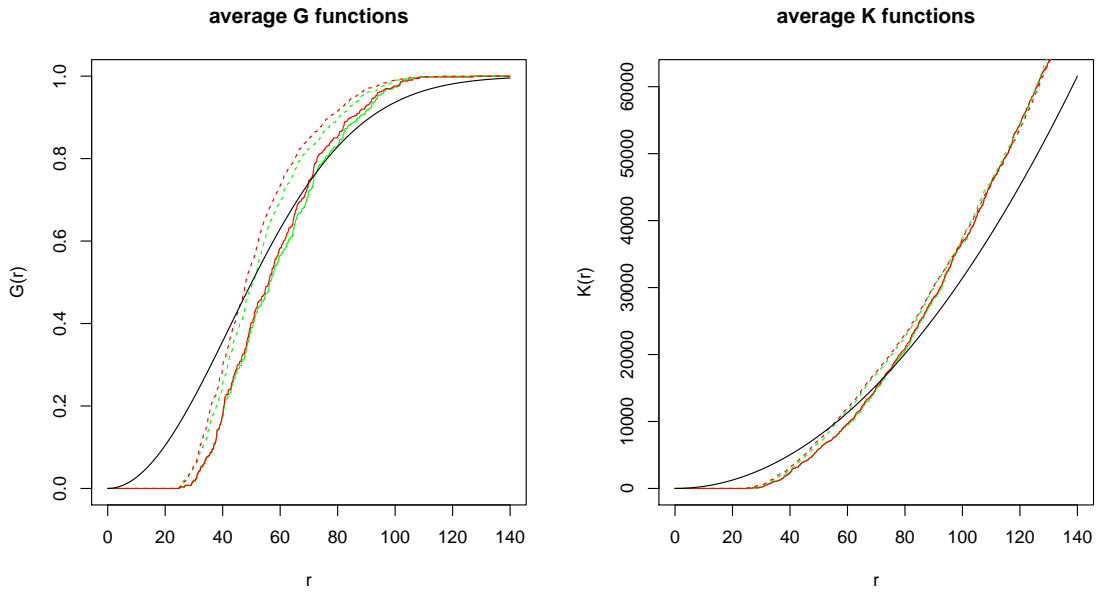 average G functions
G(r)
0.0 0.2 0.4 0.6 0.8 1.0
0 20 40 60 80 100 120 140
r
average K functions
K(r)
0 10000 20000 30000 40000 50000 60000
0 20 40 60 80 100 120 140
r